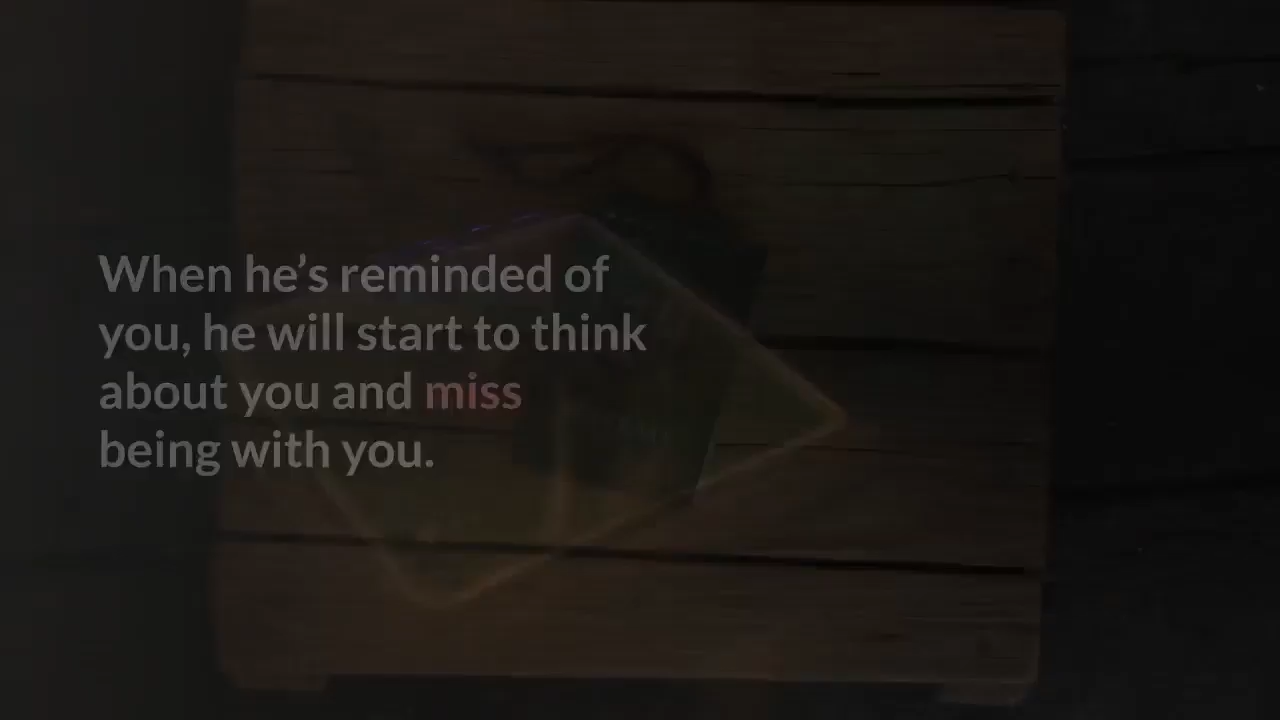 When he’s reminded of
you, he will start to think
about you and miss
being with you.